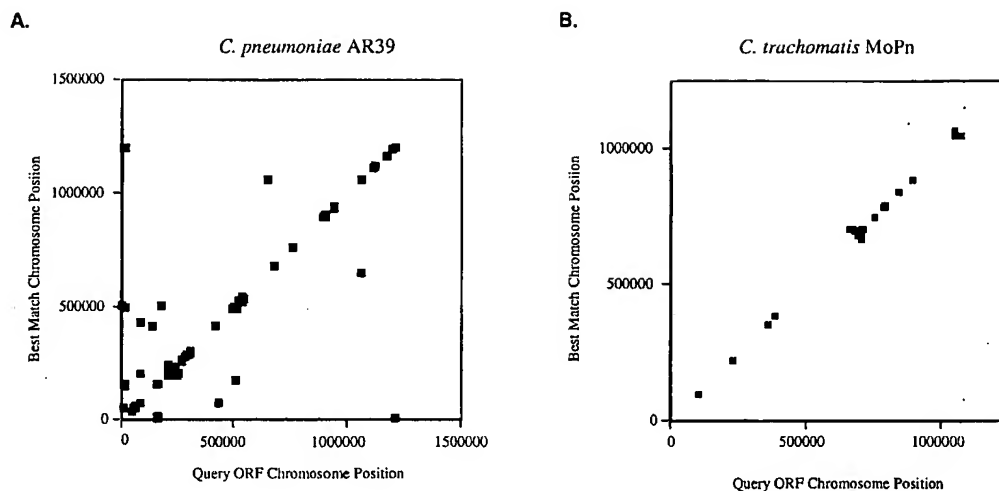 A.
C. pneumoniae AR39
1500000
1000000
500000
0
Best Match Chromosome Position
0
500000
1000000
1500000
Query ORF Chromosome Position
B.
C. trachomatis MoPn
1000000
500000
0
Best Match Chromosome Posiion
0
500000
1000000
Query ORF Chromosome Position